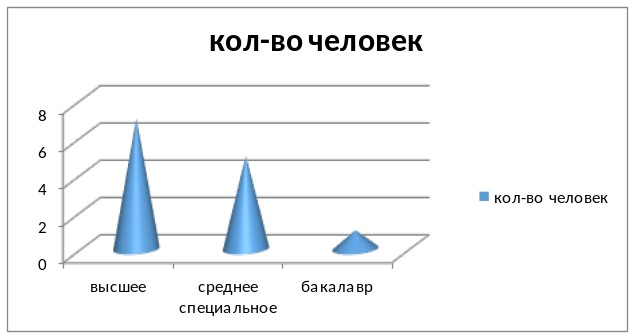 кол-во человек
8
6
4
2
0
высшее
среднее
специальное
бакалавр
кол-во человек